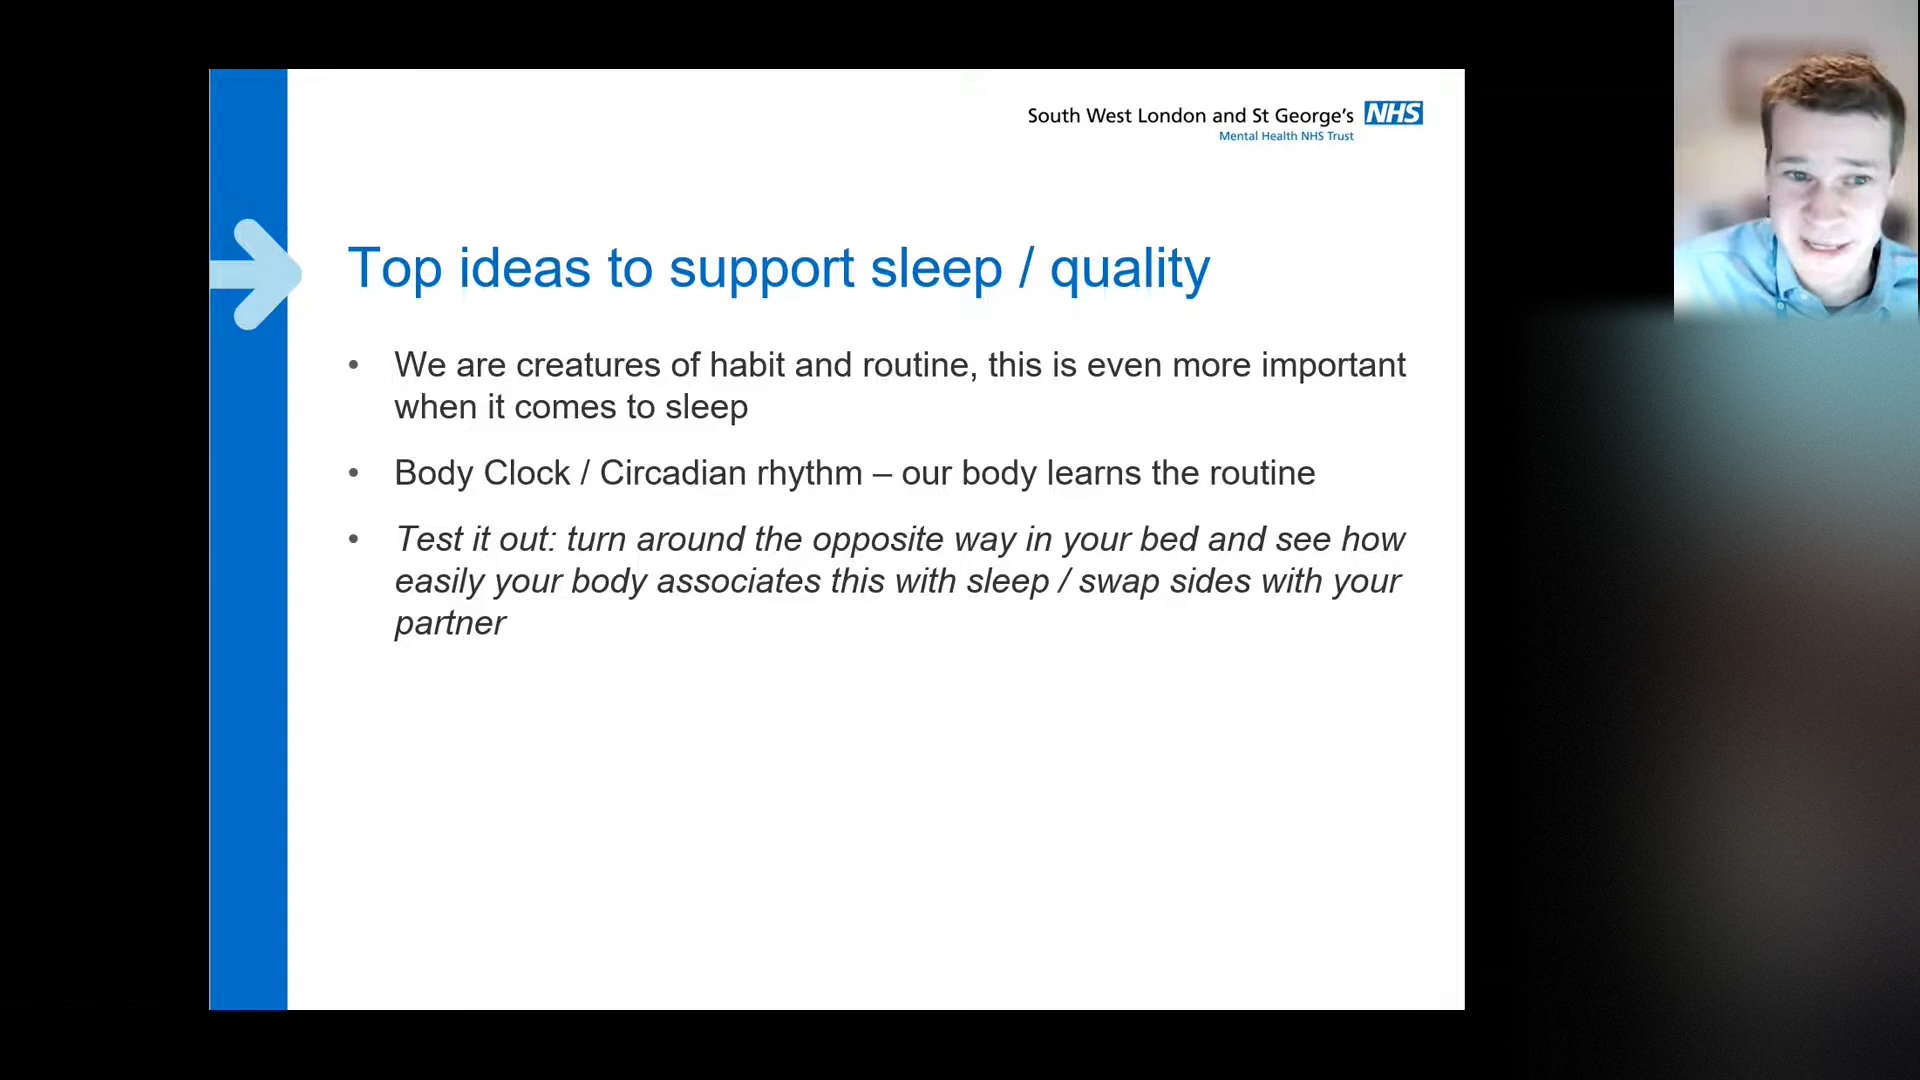 South West London and St George's NHS
Mental Health NHS Trust
Top ideas to support sleep / quality
• We are creatures of habit and routine, this is even more important
when it comes to sleep
• Body Clock / Circadian rhythm – our body learns the routine
• Test it out: turn around the opposite way in your bed and see how
easily your body associates this with sleep / swap sides with your
partner